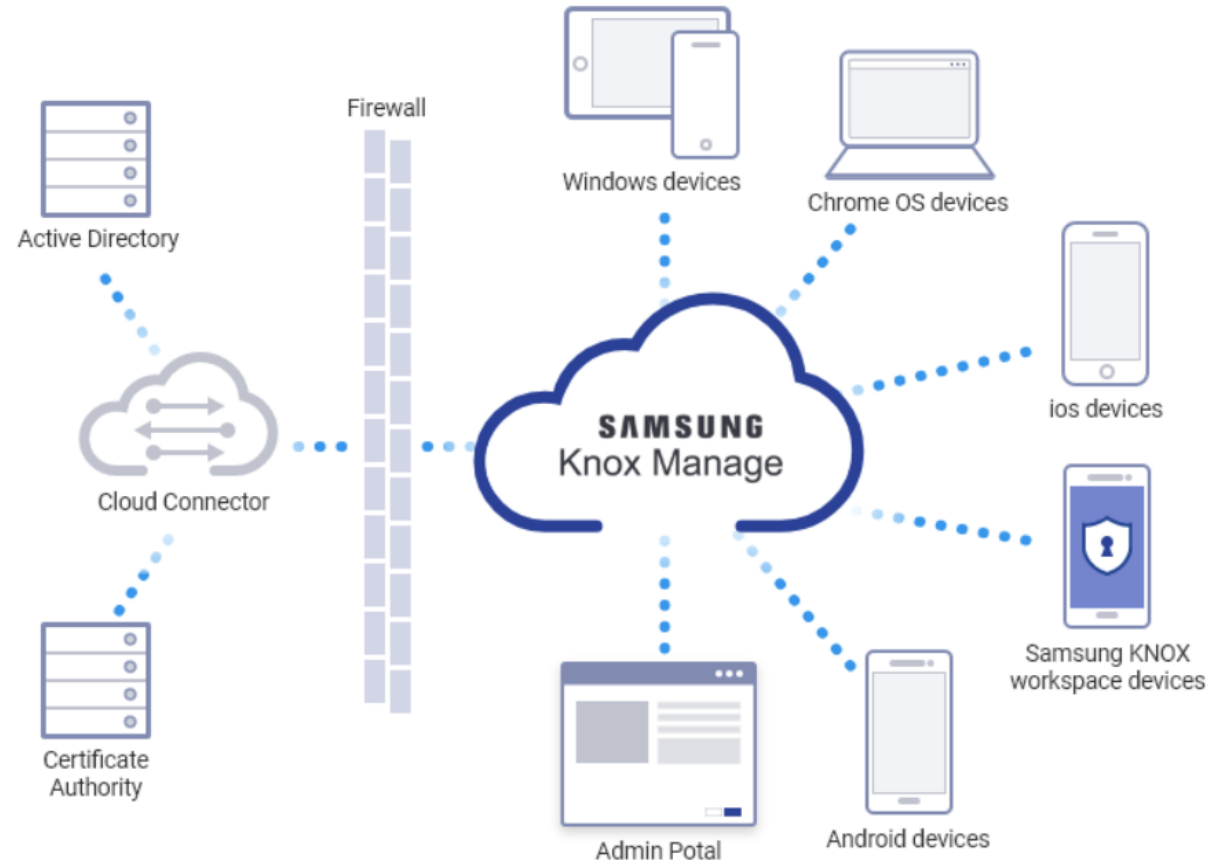 Firewall
Windows devices
Chrome OS devices
Active Directory
ios devices
SAMSUNG
Knox Manage
Cloud Connector
Samsung KNOX
workspace devices
Certificate
Authority
Android devices
Admin Potal